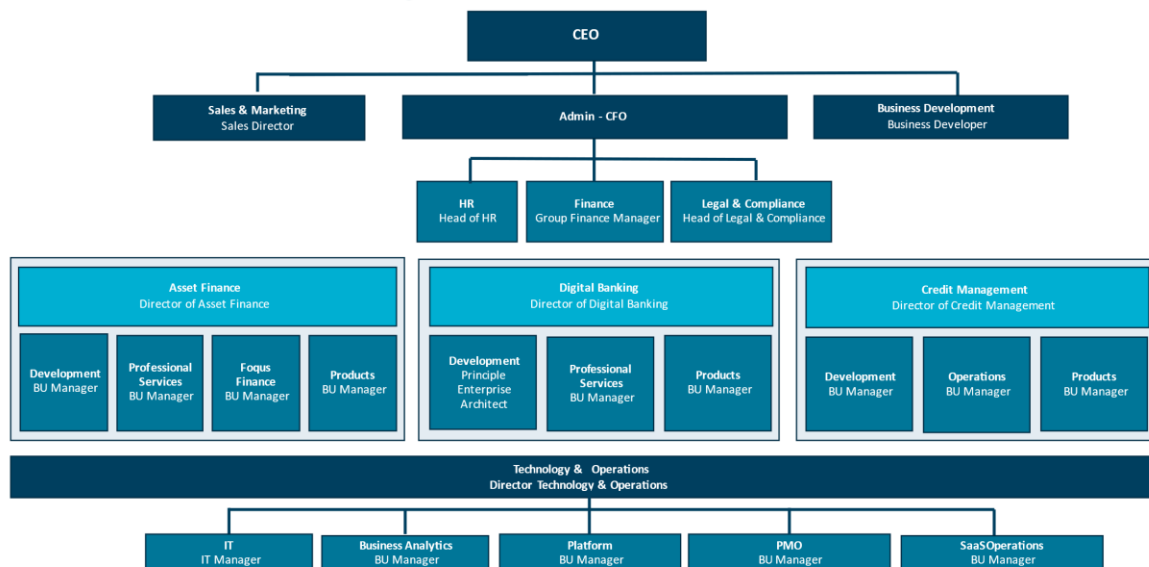 CEO
Sales & Marketing
Sales Director
Admin - CFO
Business Development
Business Developer
HR
Head of HR
Finance
Group Finance Manager
Legal & Compliance
Head of Legal & Compliance
Asset Finance
Director of Asset Finance
Development
BU Manager
Professional
Services
BU Manager
Foqus
Finance
BU Manager
Products
BU Manager
Digital Banking
Director of Digital Banking
Development
Principle
Enterprise
Architect
Professional
Services
BU Manager
Products
BU Manager
Credit Management
Director of Credit Management
Development
BU Manager
Operations
BU Manager
Products
BU Manager
Technology & Operations
Director Technology & Operations
IT
IT Manager
Business Analytics
BU Manager
Platform
BU Manager
PMO
BU Manager
SaaSOperations
BU Manager